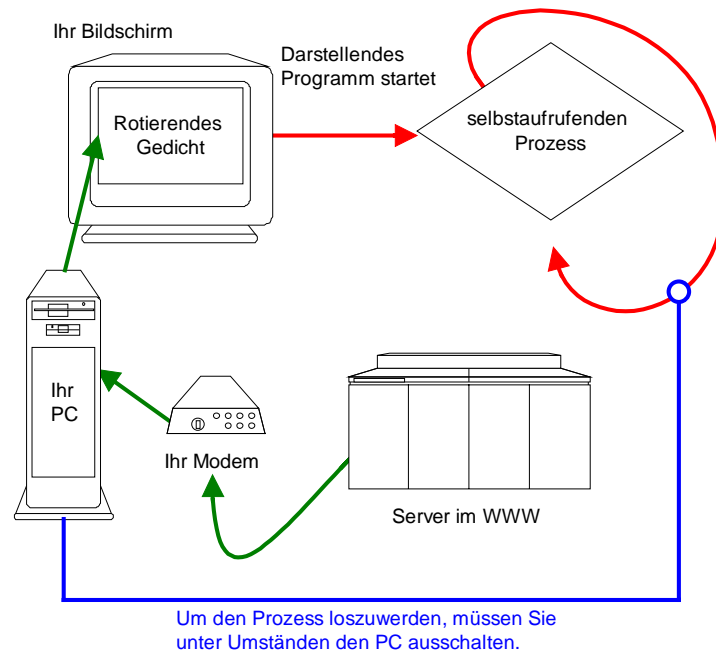 Ihr Bildschirm
Darstellendes
Programm startet
Rotierendes
Gedicht
selbstaufrufenden
Prozess
Ihr
PC
Ihr Modem
Server im WWW
Um den Prozess loszuwerden, müssen Sie
unter Umständen den PC ausschalten.